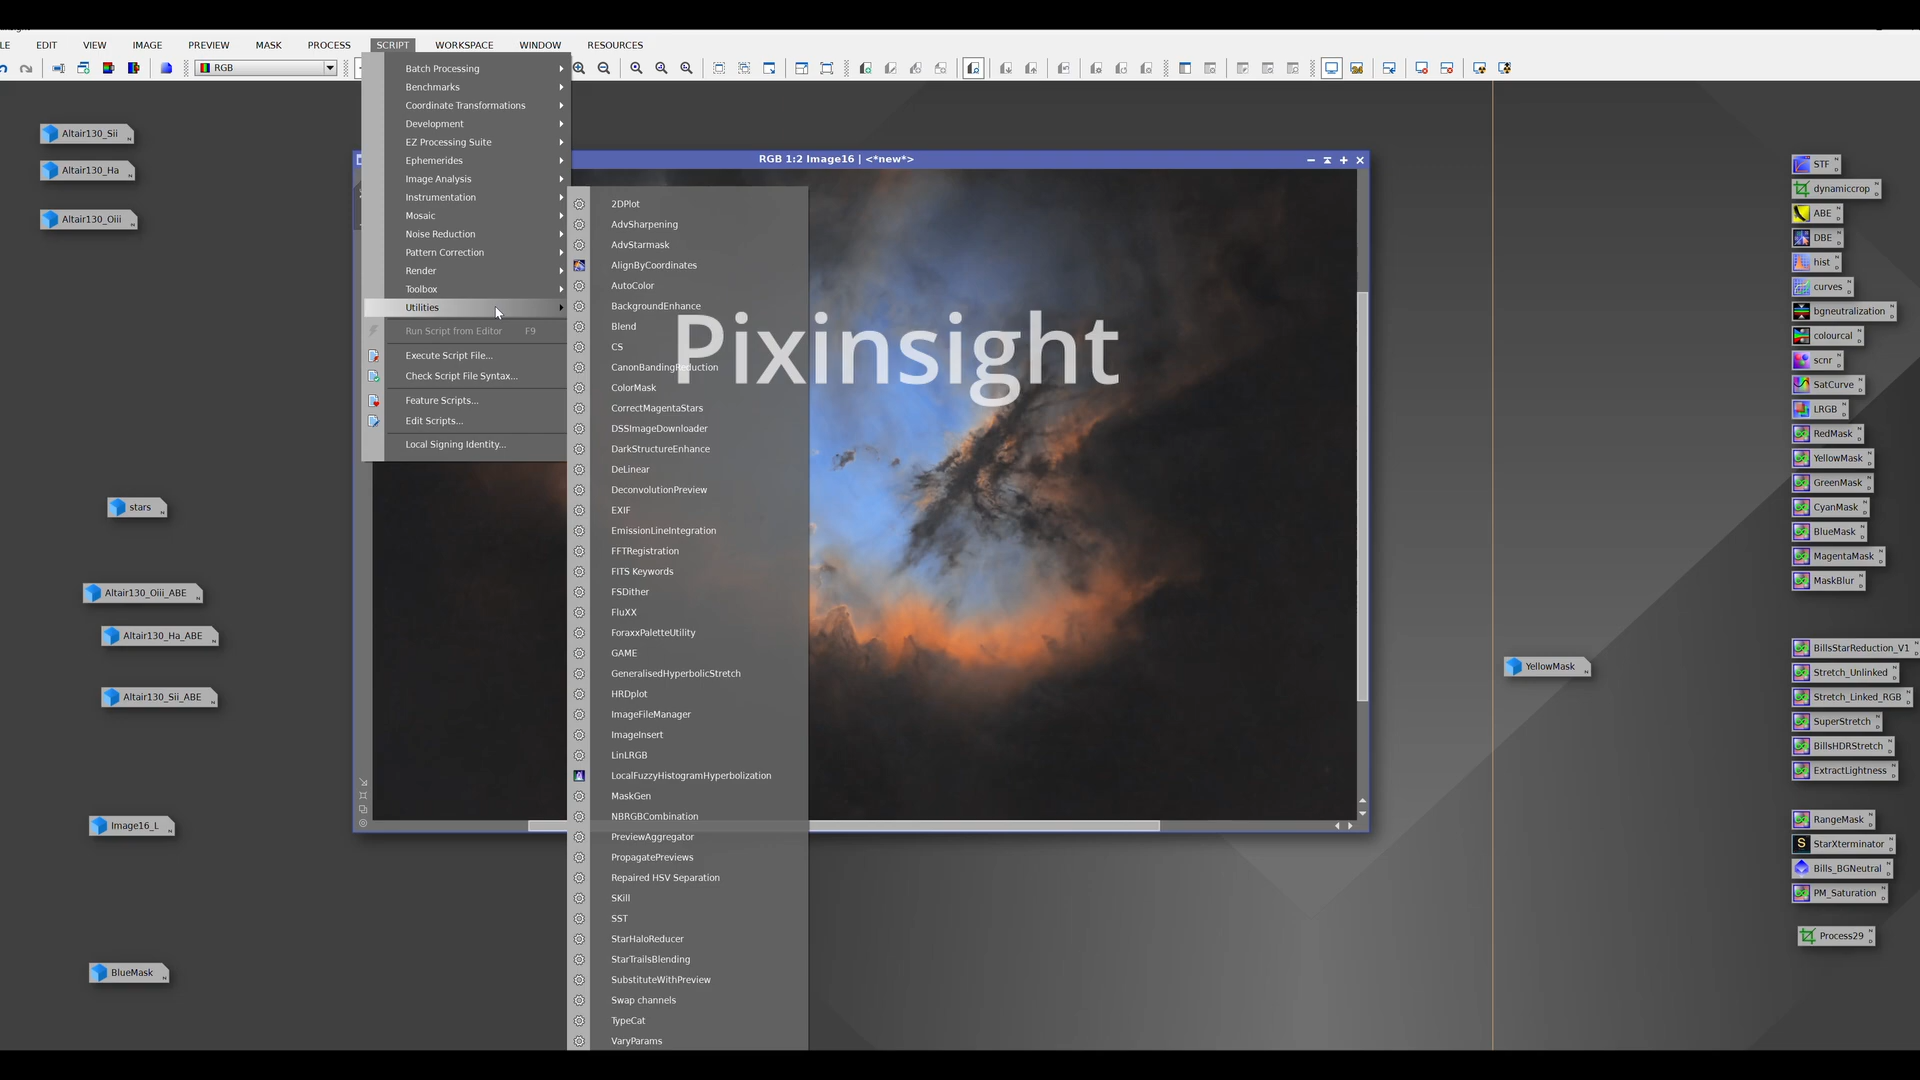 LE EDIT VIEW IMAGE PREVIEW MASK PROCESS SCRIPT WORKSPACE WINDOW RESOURCES
RGB
Batch Processing
Benchmarks
Coordinate Transformations
Development
EZ Processing Suite
Ephemerides
Image Analysis
Instrumentation
Mosaic
Noise Reduction
Pattern Correction
Render
Toolbox
Utilities
Run Script from Editor F9
Execute Script File...
Check Script File Syntax...
Feature Scripts...
Edit Scripts...
Local Signing Identity...
RGB 1:2 Image16 | <*new*>
Pixinsight
2DPlot
AdvSharpening
AdvStarmask
AlignByCoordinates
AutoColor
BackgroundEnhance
Blend
CS
CanonBandingReduction
ColorMask
CorrectMagentaStars
DSSImageDownloader
DarkStructureEnhance
DeLinear
DeconvolutionPreview
EXIF
EmissionLineIntegration
FFTRegistration
FITS Keywords
FSDither
FluXX
ForaxxPaletteUtility
GAME
GeneralisedHyperbolicStretch
HRDplot
ImageFileManager
ImageInsert
LinLRGB
LocalFuzzyHistogramHyperbolization
MaskGen
NBRGBCombination
PreviewAggregator
PropagatePreviews
Repaired HSV Separation
SKill
SST
StarHaloReducer
StarTrailsBlending
SubstituteWithPreview
Swap channels
TypeCat
VaryParams
Altair130_Sii
Altair130_Ha
Altair130_Oiii
stars
Altair130_Oiii_ABE
Altair130_Ha_ABE
Altair130_Sii_ABE
Image16_L
BlueMask
YellowMask
STF
dynamiccrop
ABE
DBE
hist
curves
bgneutralization
colourcal
scnr
SatCurve
LRGB
RedMask
YellowMask
GreenMask
CyanMask
BlueMask
MagentaMask
MaskBlur
BillsStarReduction_V1
Stretch_Unlinked
Stretch_Linked_RGB
SuperStretch
BillsHDRStretch
ExtractLightness
RangeMask
S StarXterminator
Bills_BGNeutral
PM_Saturation
Process29